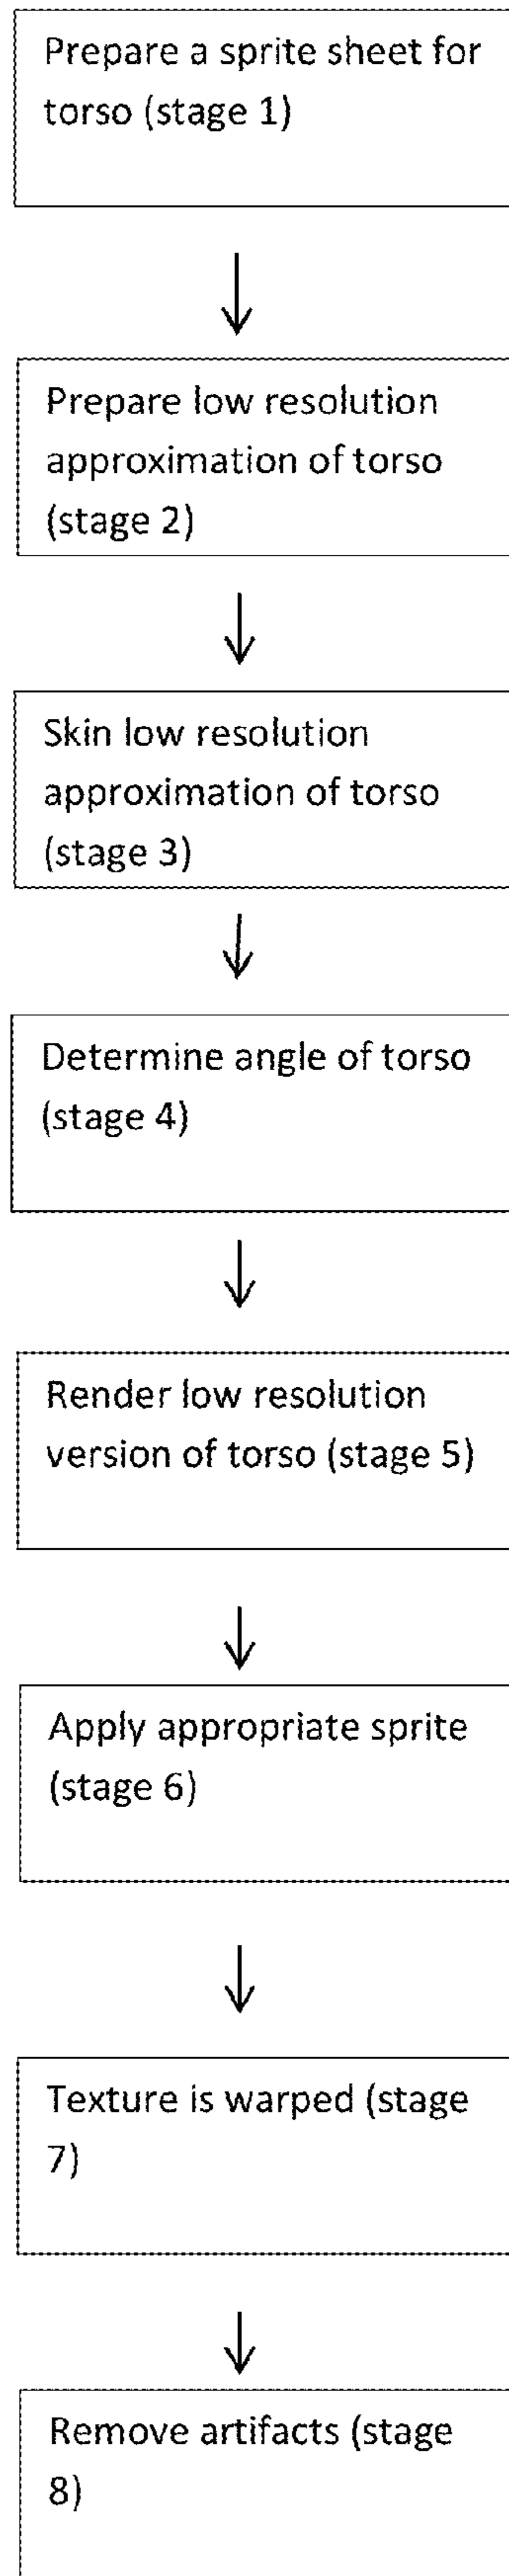 Prepare a sprite sheet for
torso (stage 1)
Prepare low resolution
approximation of torso
(stage 2)
Skin low resolution
approximation of torso
(stage 3)
Determine angle of torso
(stage 4)
Render low resolution
version of torso (stage 5)
Apply appropriate sprite
(stage 6)
Texture is warped (stage
7)
Remove artifacts (stage
8)